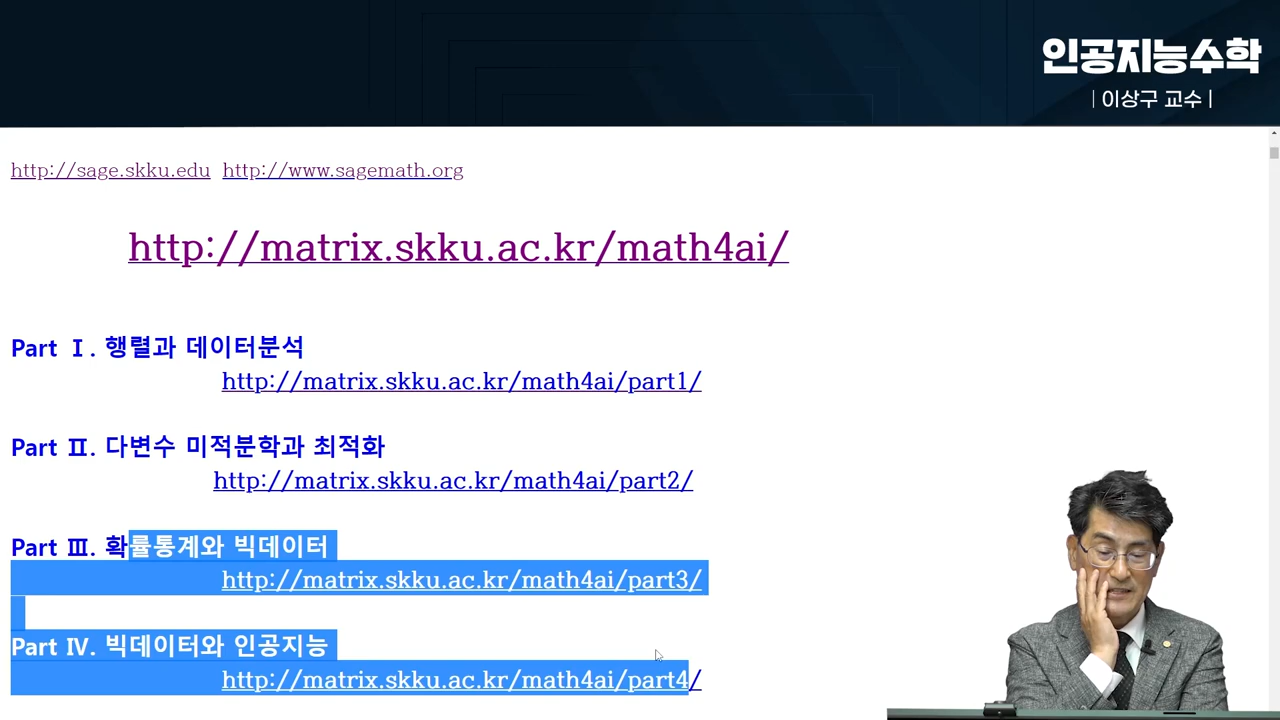 인공지능수학
| 이상구 교수 |
http://sage.skku.edu http://www.sagemath.org
http://matrix.skku.ac.kr/math4ai/
Part Ⅰ. 행렬과 데이터분석
http://matrix.skku.ac.kr/math4ai/part1/
Part Ⅱ. 다변수 미적분학과 최적화
http://matrix.skku.ac.kr/math4ai/part2/
Part Ⅲ. 확률통계와 빅데이터
http://matrix.skku.ac.kr/math4ai/part3/
Part Ⅳ. 빅데이터와 인공지능
http://matrix.skku.ac.kr/math4ai/part4/